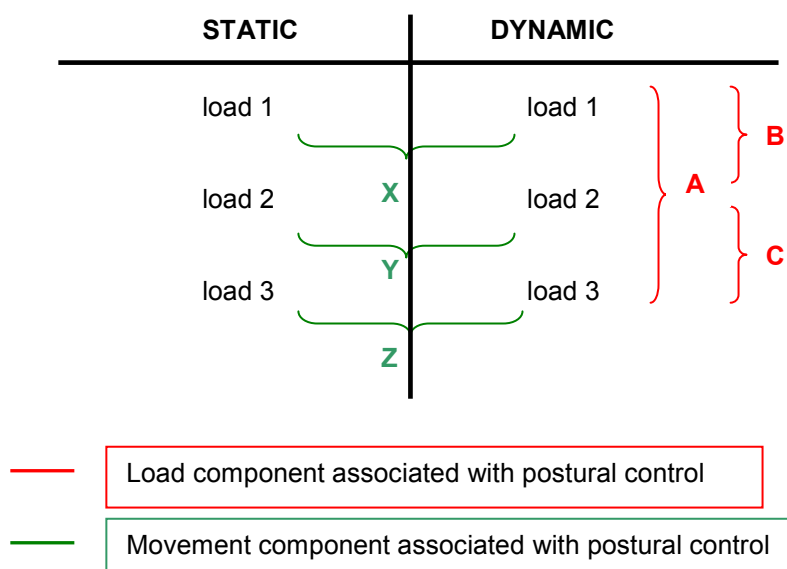 STATIC DYNAMIC
load 1 load 1
B
X A
load 2 load 2
Y C
load 3 load 3
Z
Load component associated with postural control
Movement component associated with postural control